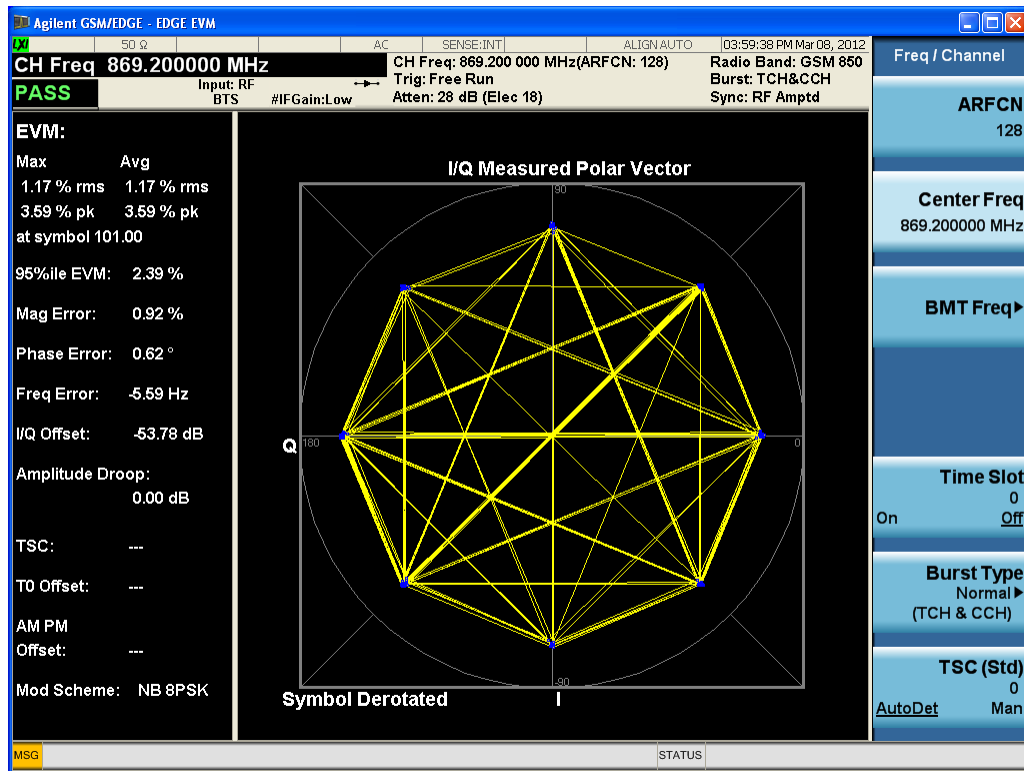 Agilent GSM/EDGE - EDGE EVM
LXI 50 Ω AC SENSE:INT ALIGN AUTO 03:59:38 PM Mar 08, 2012
CH Freq 869.200000 MHz
CH Freq: 869.200 000 MHz(ARFCN: 128) Radio Band: GSM 850
Input: RF Trig: Free Run Burst: TCH&CCH
PASS BTS #IFGain:Low Atten: 28 dB (Elec 18) Sync: RF Amptd
EVM:
Max Avg
1.17 % rms 1.17 % rms
3.59 % pk 3.59 % pk
at symbol 101.00
95%ile EVM: 2.39 %
Mag Error: 0.92 %
Phase Error: 0.62 °
Freq Error: -5.59 Hz
I/Q Offset: -53.78 dB
Amplitude Droop:
0.00 dB
TSC: ---
T0 Offset: ---
AM PM
Offset: ---
Mod Scheme: NB 8PSK
I/Q Measured Polar Vector
90
Q 180 0
-90
Symbol Derotated I
Freq / Channel
ARFCN
128
Center Freq
869.200000 MHz
BMT Freq
Time Slot
0
On Off
Burst Type
Normal
(TCH & CCH)
TSC (Std)
0
AutoDet Man
MSG STATUS